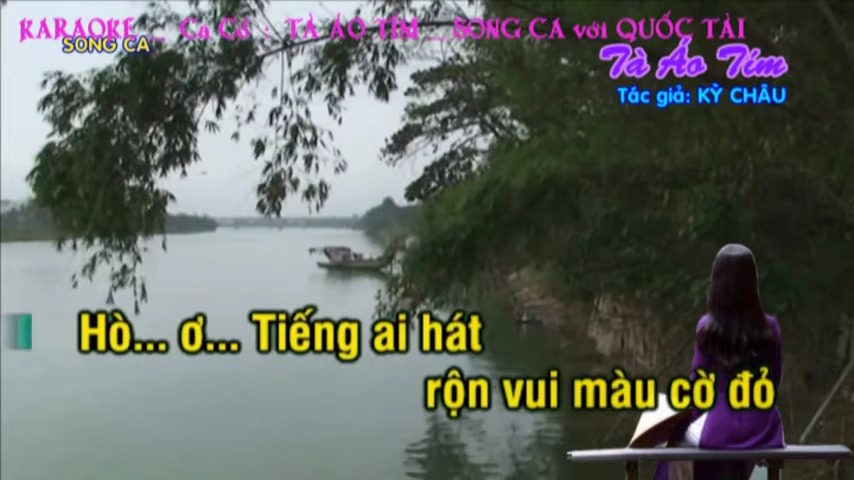 KARAOKE _ Ca Cổ : TÀ ÁO TÍM _ SONG CA với QUỐC TÀI
SONG CA
Tà Áo Tím
Tác giả: KỲ CHÂU
Hò... ơ... Tiếng ai hát
rộn vui màu cờ đỏ